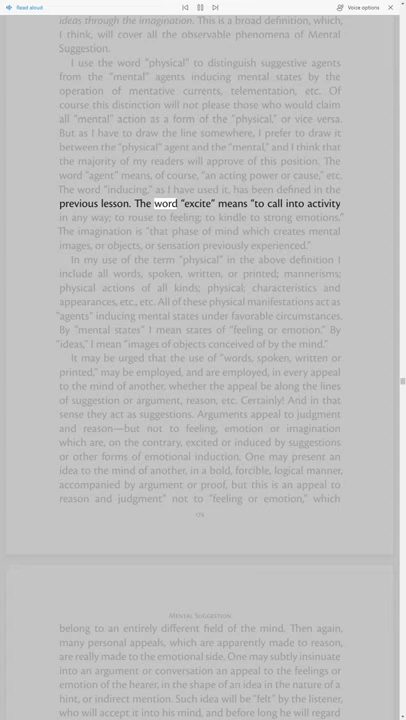 Read aloud
Voice options
ideas through the imagination. This is a broad definition, which,
I think, will cover all the observable phenomena of Mental
Suggestion.
I use the word "physical" to distinguish suggestive agents
from the "mental" agents inducing mental states by the
operation of mentative currents, telementation, etc. Of
course this distinction will not please those who would claim
all "mental" action as a form of the "physical," or vice versa.
But as I have to draw the line somewhere, I prefer to draw it
between the "physical" agent and the "mental," and I think that
the majority of my readers will approve of this position. The
word "agent" means, of course, "an acting power or cause," etc.
The word "inducing," as I have used it, has been defined in the
previous lesson. The word "excite" means "to call into activity
in any way; to rouse to feeling; to kindle to strong emotions."
The imagination is "that phase of mind which creates mental
images, or objects, or sensation previously experienced."
In my use of the term "physical" in the above definition I
include all words, spoken, written, or printed; mannerisms;
physical actions of all kinds; physical; characteristics and
appearances, etc., etc. All of these physical manifestations act as
"agents" inducing mental states under favorable circumstances.
By "mental states" I mean states of "feeling or emotion." By
"ideas," I mean "images of objects conceived of by the mind."
It may be urged that the use of "words, spoken, written or
printed," may be employed, and are employed, in every appeal
to the mind of another, whether the appeal be along the lines
of suggestion or argument, reason, etc. Certainly! And in that
sense they act as suggestions. Arguments appeal to judgment
and reason—but not to feeling, emotion or imagination
which are, on the contrary, excited or induced by suggestions
or other forms of emotional induction. One may present an
idea to the mind of another, in a bold, forcible, logical manner,
accompanied by argument or proof, but this is an appeal to
reason and judgment" not to "feeling or emotion," which
Mental Suggestion
belong to an entirely different field of the mind. Then again,
many personal appeals, which are apparently made to reason,
are really made to the emotional side. One may subtly insinuate
into an argument or conversation an appeal to the feelings or
emotion of the hearer, in the shape of an idea in the nature of a
hint, or indirect mention. Such idea will be "felt" by the listener,
who will accept it into his mind, and before long he will regard